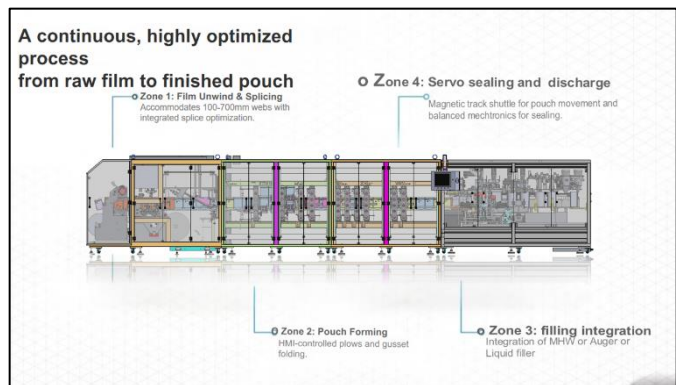 A continuous, highly optimized
process
from raw film to finished pouch
Zone 1: Film Unwind & Splicing
Accommodates 100-700mm webs with
integrated splice optimization.
Zone 4: Servo sealing and discharge
Magnetic track shuttle for pouch movement and
balanced mechtronics for sealing.
Zone 2: Pouch Forming
HMI-controlled plows and gusset
folding.
Zone 3: filling integration
Integration of MHW or Auger or
Liquid filler